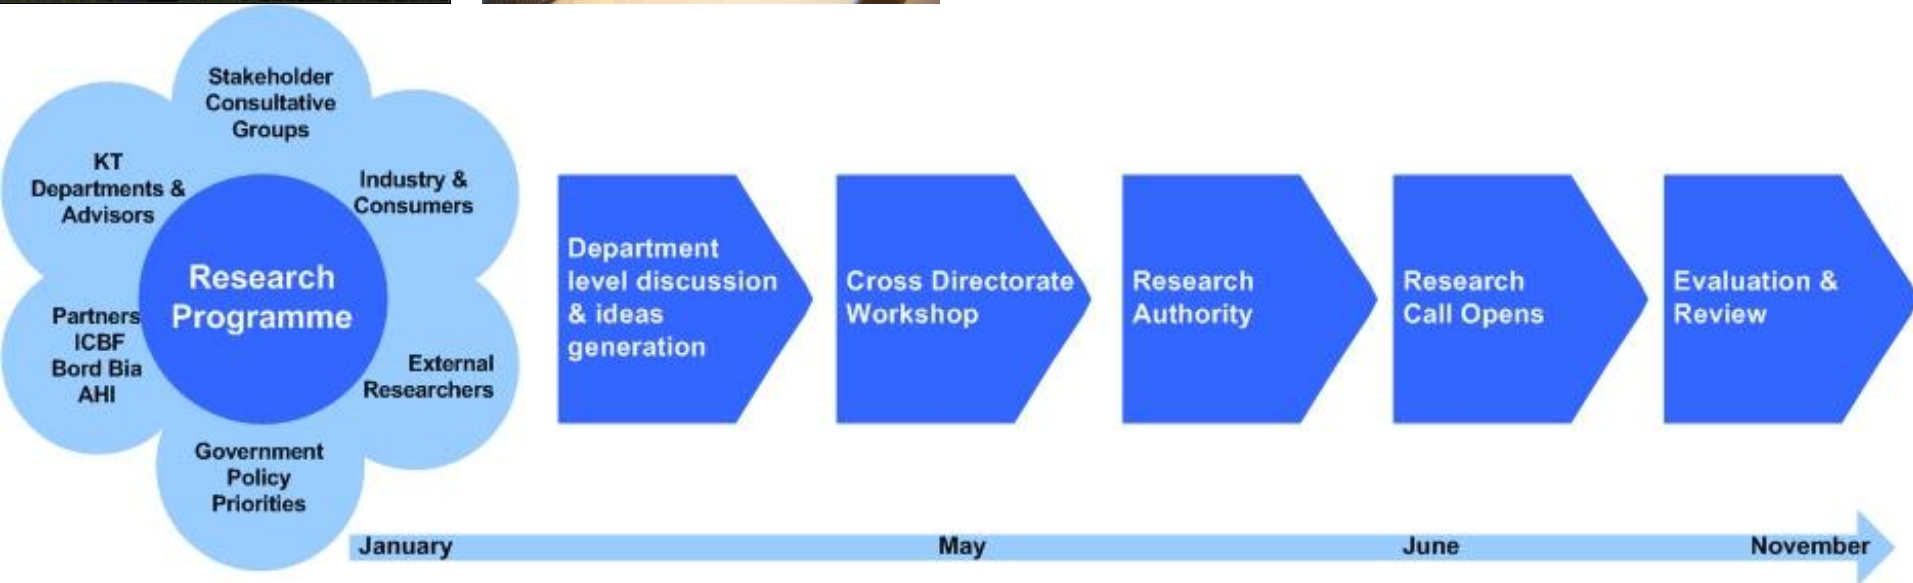 Stakeholder
Consultative
Groups
KT
Departments &
Advisors
Industry &
Consumers
Research
Programme
Partners
ICBF
Bord Bia
AHI
External
Researchers
Government
Policy
Priorities
Department
level discussion
& ideas
generation
Cross Directorate
Workshop
Research
Authority
Research
Call Opens
Evaluation &
Review
January
May
June
November